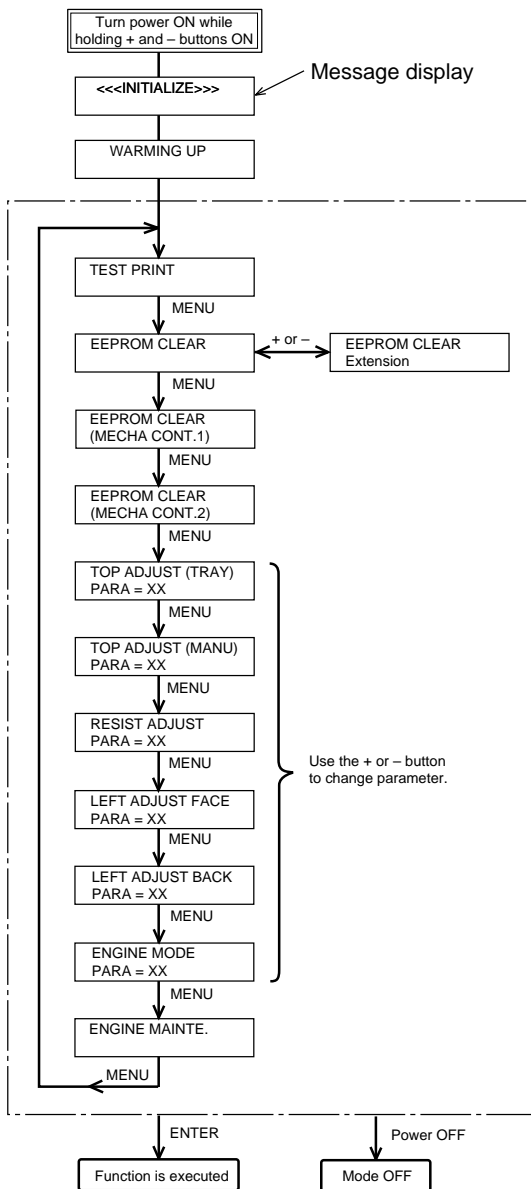 Turn power ON while
holding + and – buttons ON
Message display
<<<INITIALIZE>>>
WARMING UP
TEST PRINT
MENU
EEPROM CLEAR
+ or –
EEPROM CLEAR
Extension
MENU
EEPROM CLEAR
(MECHA CONT.1)
MENU
EEPROM CLEAR
(MECHA CONT.2)
MENU
TOP ADJUST (TRAY)
PARA = XX
MENU
TOP ADJUST (MANU)
PARA = XX
MENU
RESIST ADJUST
PARA = XX
MENU
Use the + or – button
to change parameter.
LEFT ADJUST FACE
PARA = XX
MENU
LEFT ADJUST BACK
PARA = XX
MENU
ENGINE MODE
PARA = XX
MENU
ENGINE MAINTE.
MENU
ENTER
Power OFF
Function is executed
Mode OFF